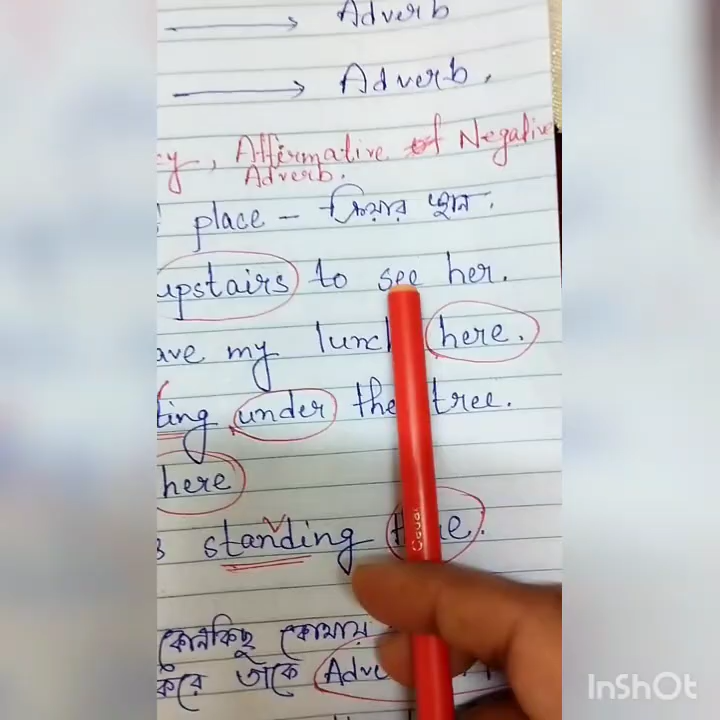 Adverb
Adverb.
Affirmative of Negative
Adverb.
place - ক্রিয়ার স্থান.
upstairs to see her.
my lunch here.
under the tree.
here
standing
কোনকিছু কোথায়
করে তাকে
Cedar
InShOt